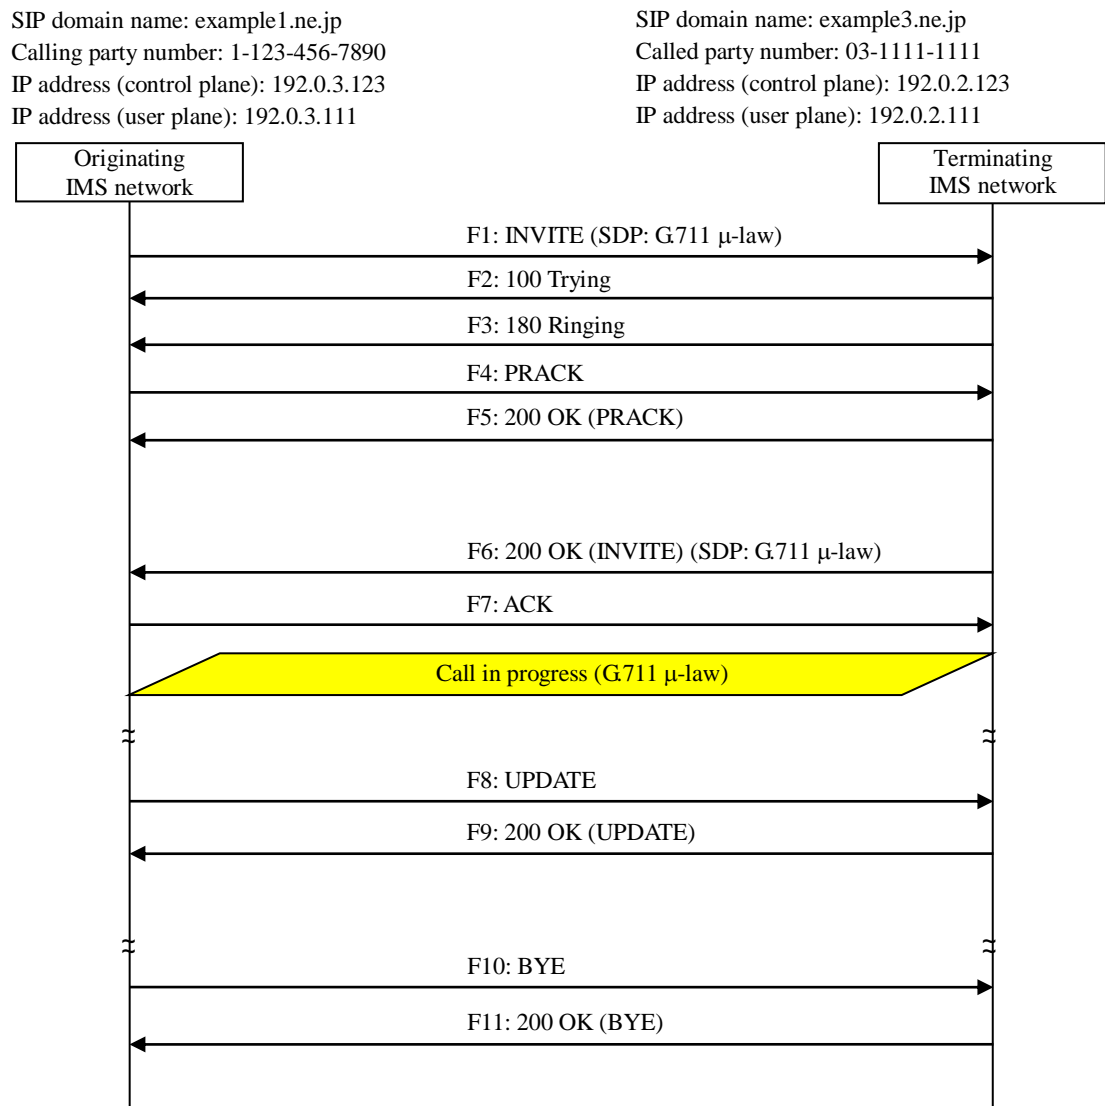 SIP domain name: example1.ne.jp
Calling party number: 1-123-456-7890
IP address (control plane): 192.0.3.123
IP address (user plane): 192.0.3.111
SIP domain name: example3.ne.jp
Called party number: 03-1111-1111
IP address (control plane): 192.0.2.123
IP address (user plane): 192.0.2.111
Originating
IMS network
Terminating
IMS network
F1: INVITE (SDP: G.711 μ-law)
F2: 100 Trying
F3: 180 Ringing
F4: PRACK
F5: 200 OK (PRACK)
F6: 200 OK (INVITE) (SDP: G.711 μ-law)
F7: ACK
Call in progress (G.711 μ-law)
F8: UPDATE
F9: 200 OK (UPDATE)
F10: BYE
F11: 200 OK (BYE)